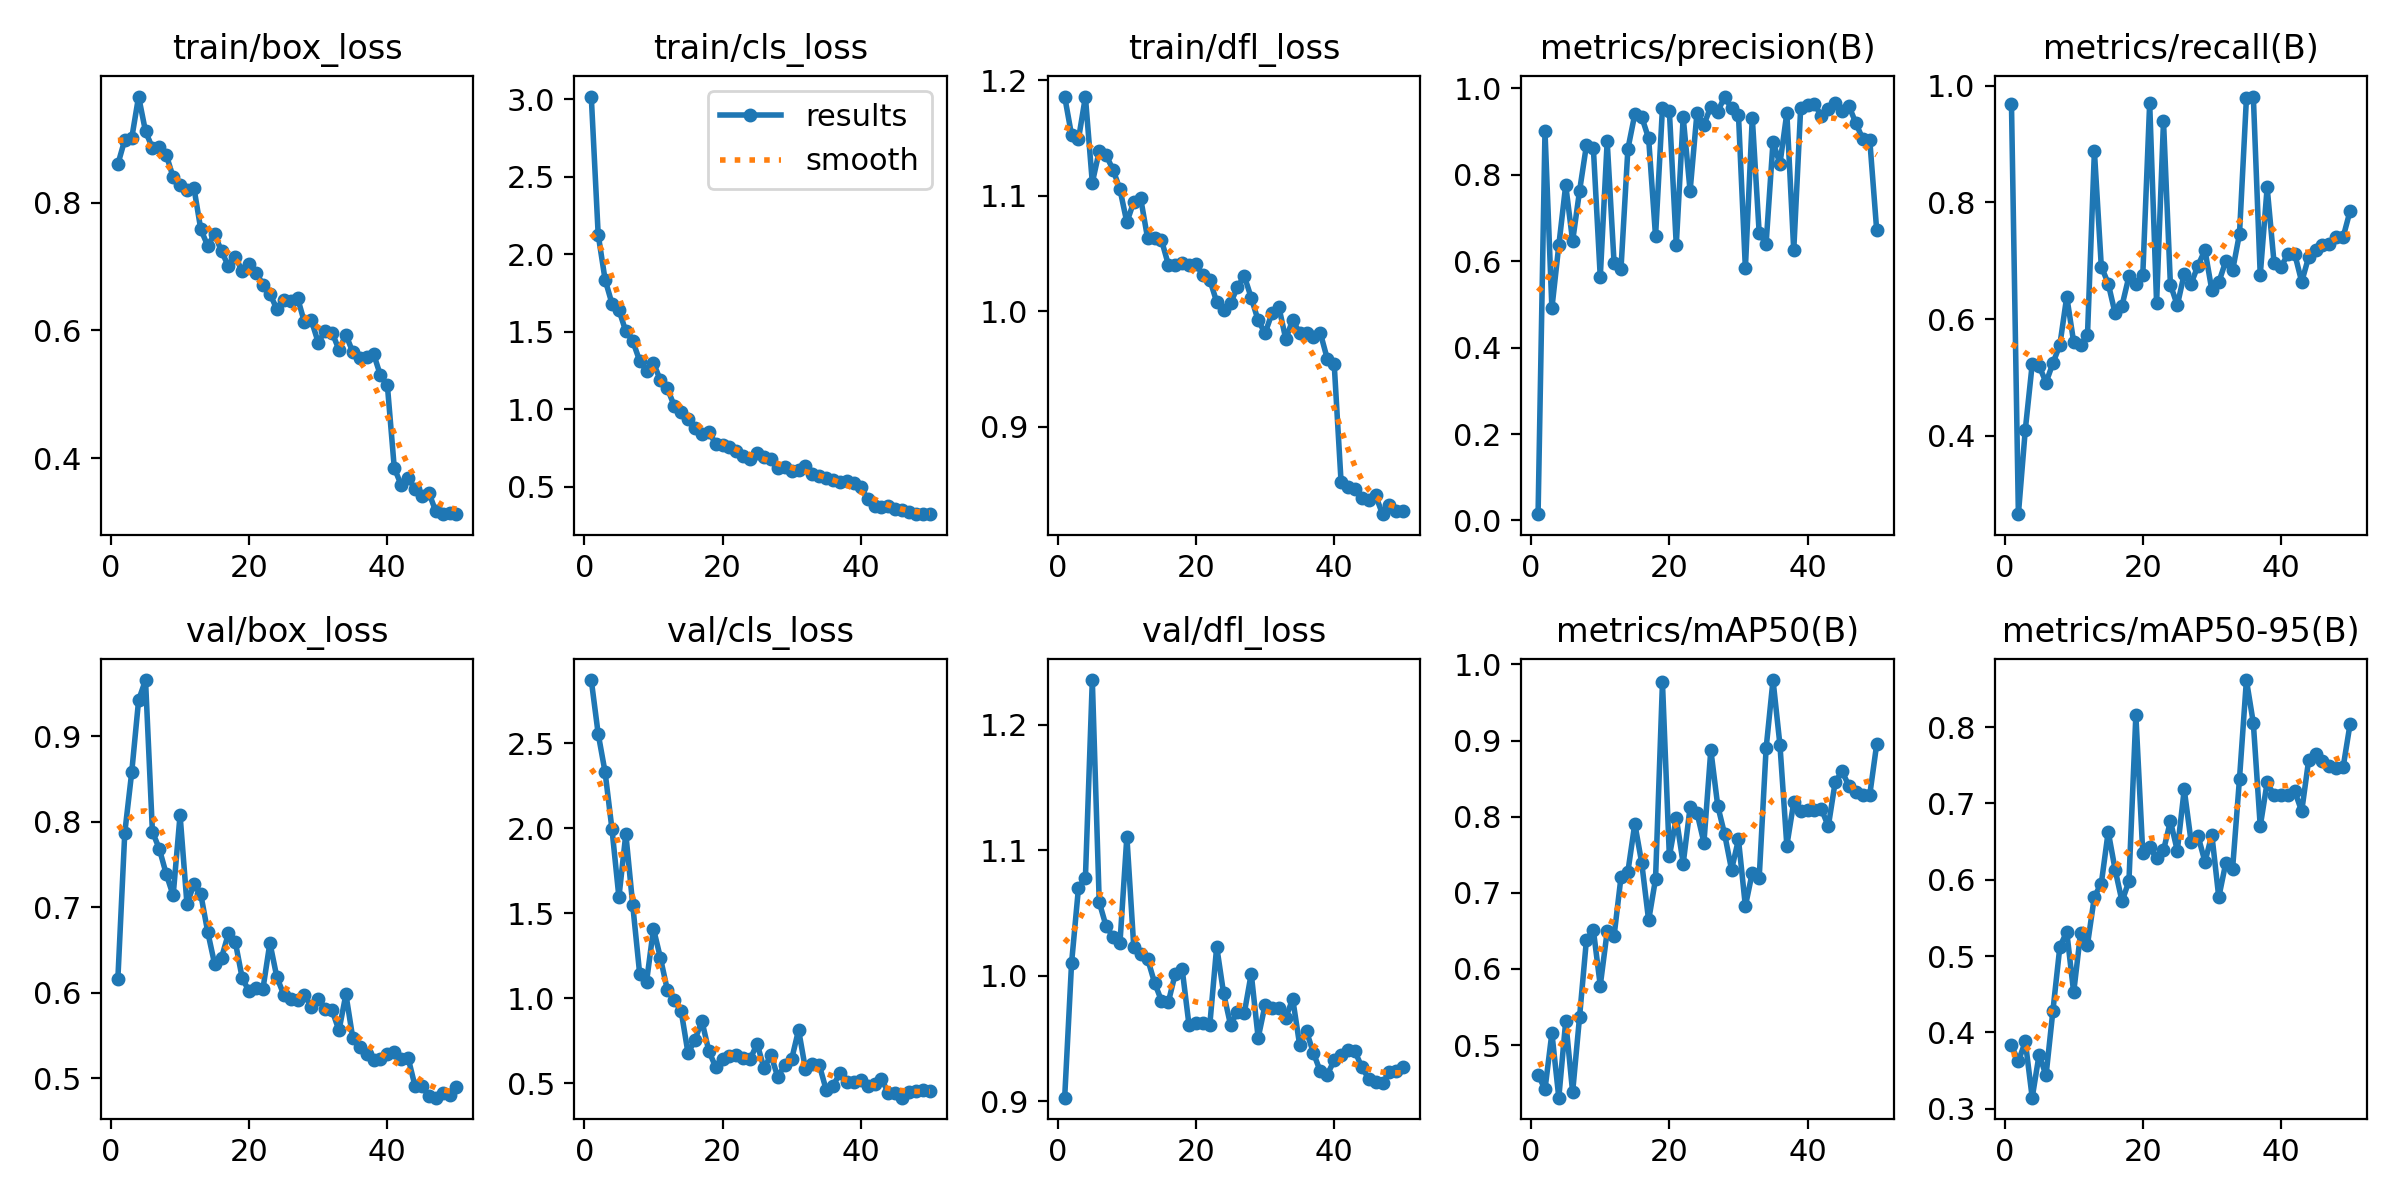 train/box_loss
train/cls_loss
train/dfl_loss
metrics/precision(B)
metrics/recall(B)
0.8
0.6
0.4
0 20 40
3.0
2.5
2.0
1.5
1.0
0.5
results
smooth
0 20 40
1.2
1.1
1.0
0.9
0 20 40
1.0
0.8
0.6
0.4
0.2
0.0
0 20 40
1.0
0.8
0.6
0.4
0 20 40
val/box_loss
val/cls_loss
val/dfl_loss
metrics/mAP50(B)
metrics/mAP50-95(B)
0.9
0.8
0.7
0.6
0.5
0 20 40
2.5
2.0
1.5
1.0
0.5
0 20 40
1.2
1.1
1.0
0.9
0 20 40
1.0
0.9
0.8
0.7
0.6
0.5
0 20 40
0.8
0.7
0.6
0.5
0.4
0.3
0 20 40